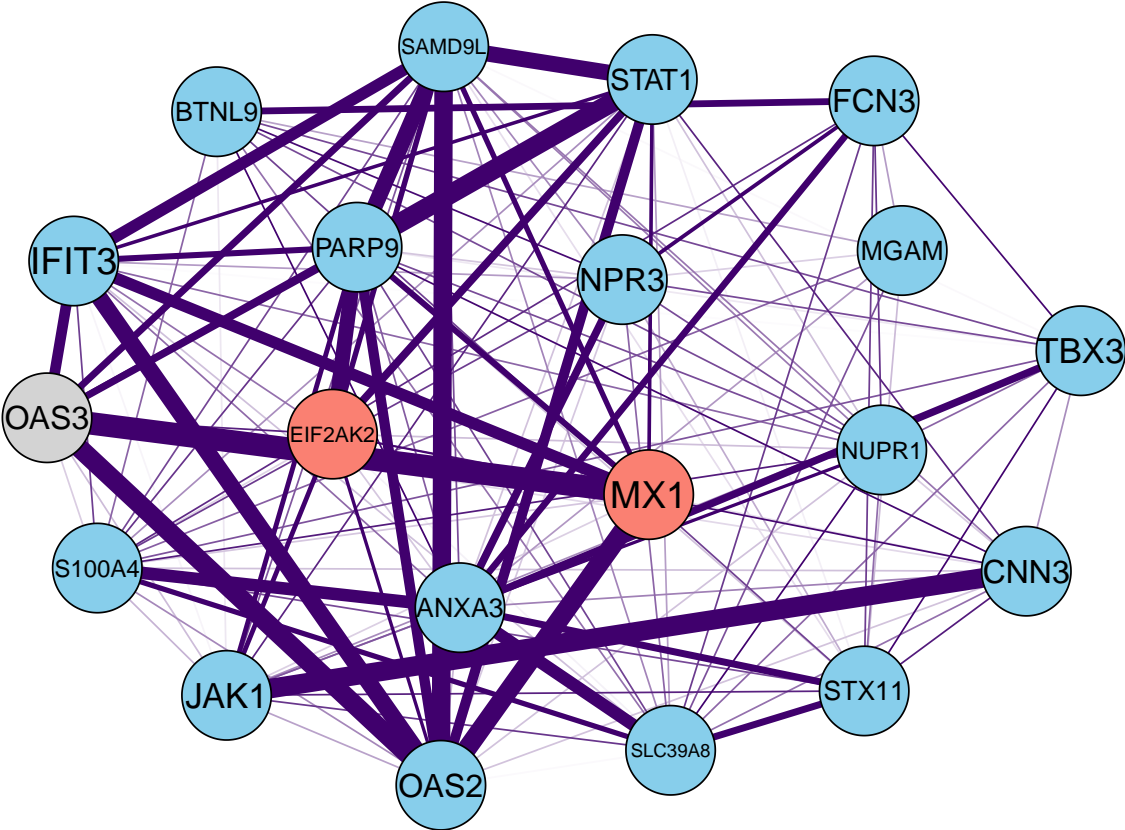 SAMD9L
STAT1
BTNL9
FCN3
IFIT3
PARP9
NPR3
MGAM
TBX3
OAS3
EIF2AK2
NUPR1
MX1
S100A4
ANXA3
CNN3
JAK1
STX11
SLC39A8
OAS2